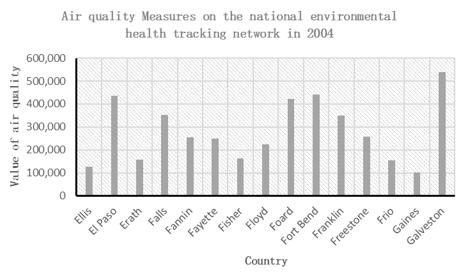 Air quality Measures on the national environmental
health tracking network in 2004
Value of air quality
600,000
500,000
400,000
300,000
200,000
100,000
0
Ellis
El Paso
Erath
Falls
Fannin
Fayette
Fisher
Floyd
Foard
Fort Bend
Franklin
Freestone
Frio
Gaines
Galveston
Country